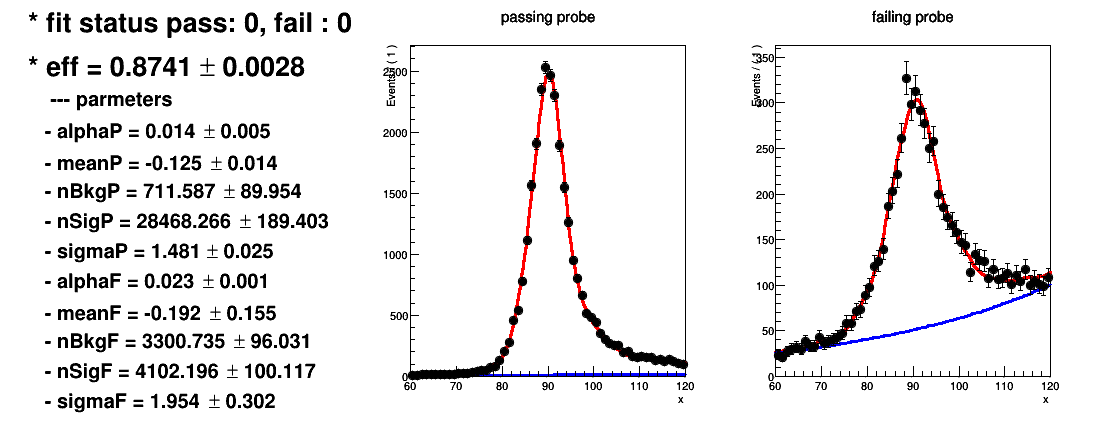 * fit status pass: 0, fail : 0
* eff = 0.8741 ± 0.0028
--- parmeters
- alphaP = 0.014 ± 0.005
- meanP = -0.125 ± 0.014
- nBkgP = 711.587 ± 89.954
- nSigP = 28468.266 ± 189.403
- sigmaP = 1.481 ± 0.025
- alphaF = 0.023 ± 0.001
- meanF = -0.192 ± 0.155
- nBkgF = 3300.735 ± 96.031
- nSigF = 4102.196 ± 100.117
- sigmaF = 1.954 ± 0.302
passing probe
Events / ( 1 )
2500
2000
1500
1000
500
0
60 70 80 90 100 110 120
x
failing probe
Events / ( 1 )
350
300
250
200
150
100
50
0
60 70 80 90 100 110 120
x